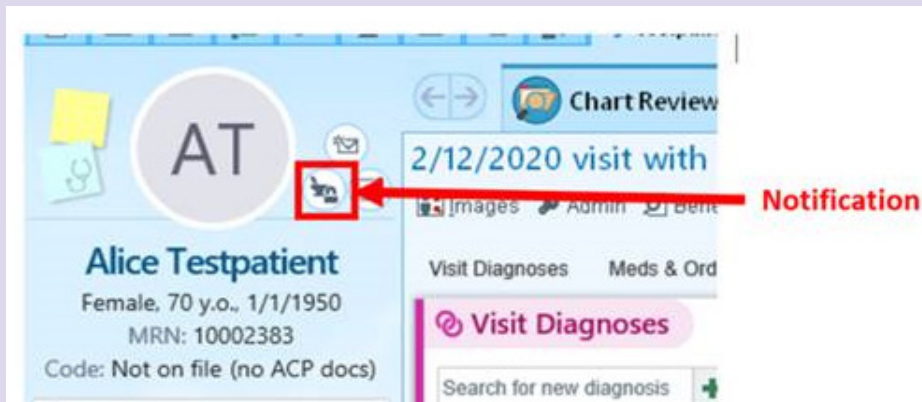 AT
Chart Review
2/12/2020 visit with
Images Admin Bene
Notification
Alice Testpatient
Female, 70 y.o., 1/1/1950
MRN: 10002383
Code: Not on file (no ACP docs)
Visit Diagnoses Meds & Ord
Visit Diagnoses
Search for new diagnosis